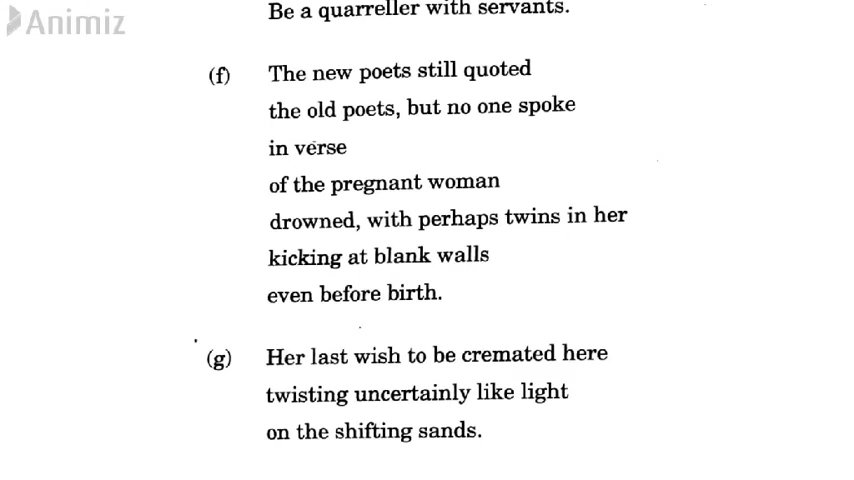 Animiz
Be a quarreller with servants.
(f) The new poets still quoted
the old poets, but no one spoke
in verse
of the pregnant woman
drowned, with perhaps twins in her
kicking at blank walls
even before birth.
(g) Her last wish to be cremated here
twisting uncertainly like light
on the shifting sands.